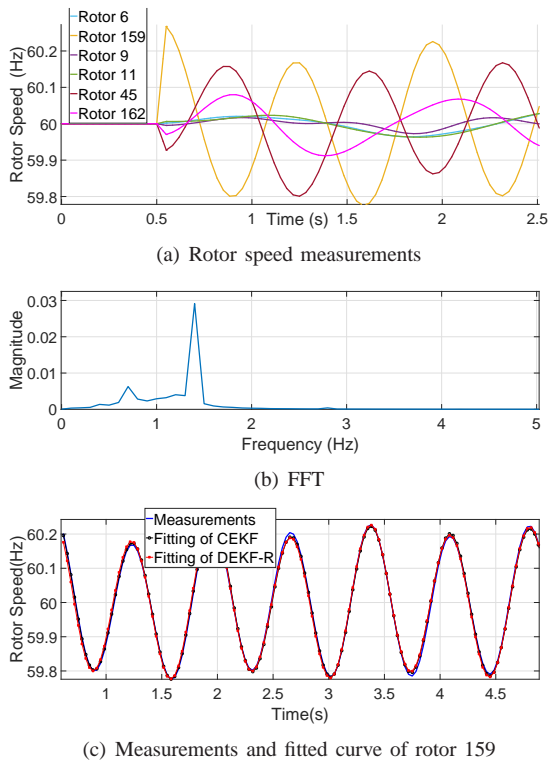 Rotor 6
Rotor 159
Rotor 9
Rotor 11
Rotor 45
Rotor 162
Rotor Speed (Hz)
60.2
60.1
60
59.9
59.8
0
0.5
1
1.5
2
2.5
Time (s)
(a) Rotor speed measurements
Magnitude
0.03
0.02
0.01
0
0
1
2
3
4
5
Frequency (Hz)
(b) FFT
Measurements
Fitting of CEKF
Fitting of DEKF-R
Rotor Speed(Hz)
60.2
60.1
60
59.9
59.8
1
1.5
2
2.5
3
3.5
4
4.5
Time(s)
(c) Measurements and fitted curve of rotor 159